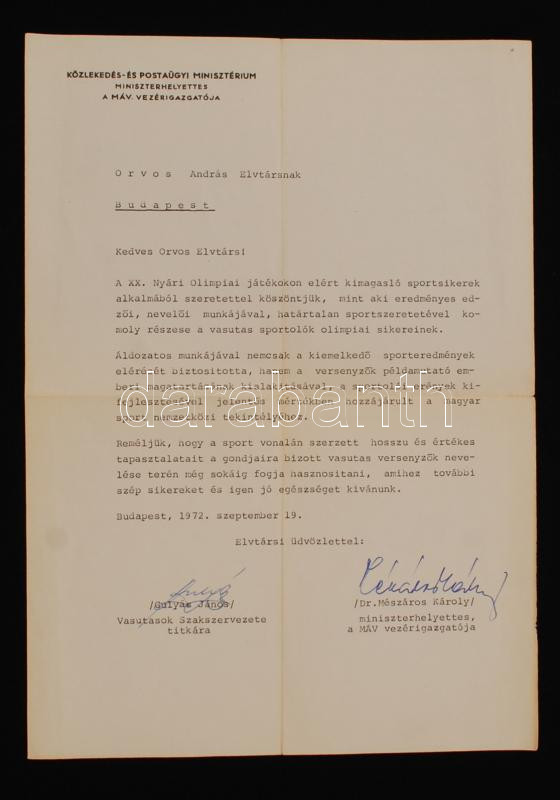 KÖZLEKEDÉS-ÉS POSTAÜGYI MINISZTÉRIUM
MINISZTERHELYETTES
A MÁV. VEZÉRIGAZGATÓJA
Orvos András Elvtársnak
Budapest
Kedves Orvos Elvtárs!
A XX. Nyári Olimpiai játékokon elért kimagasló sportsikerek
alkalmából szeretettel köszöntjük, mint aki eredményes ed-
zői, nevelői munkájával, határtalan sportszeretetével ko-
moly részese a vasutas sportolók olimpiai sikereinek.
Áldozatos munkájával nemcsak a kiemelkedő sporteredmények
elérését biztosította, hanem a versenyzők példamutató em-
beri magatartásának kialakításával, a sportolói erények ki-
fejlesztésével jelentős mértékben hozzájárult a magyar
sport nemzetközi tekintélyéhez.
darabanth
Reméljük, hogy a sport vonalán szerzett hosszu és értékes
tapasztalatait a gondjaira bizott vasutas versenyzők neve-
lése terén még sokáig fogja hasznositani, amihez további
szép sikereket és igen jó egészséget kivánunk.
Budapest, 1972. szeptember 19.
Elvtársi üdvözlettel:
/Gulyás János/
Vasutasok Szakszervezete
titkára
/Dr.Mészáros Károly/
miniszterhelyettes,
a MÁV vezérigazgatója